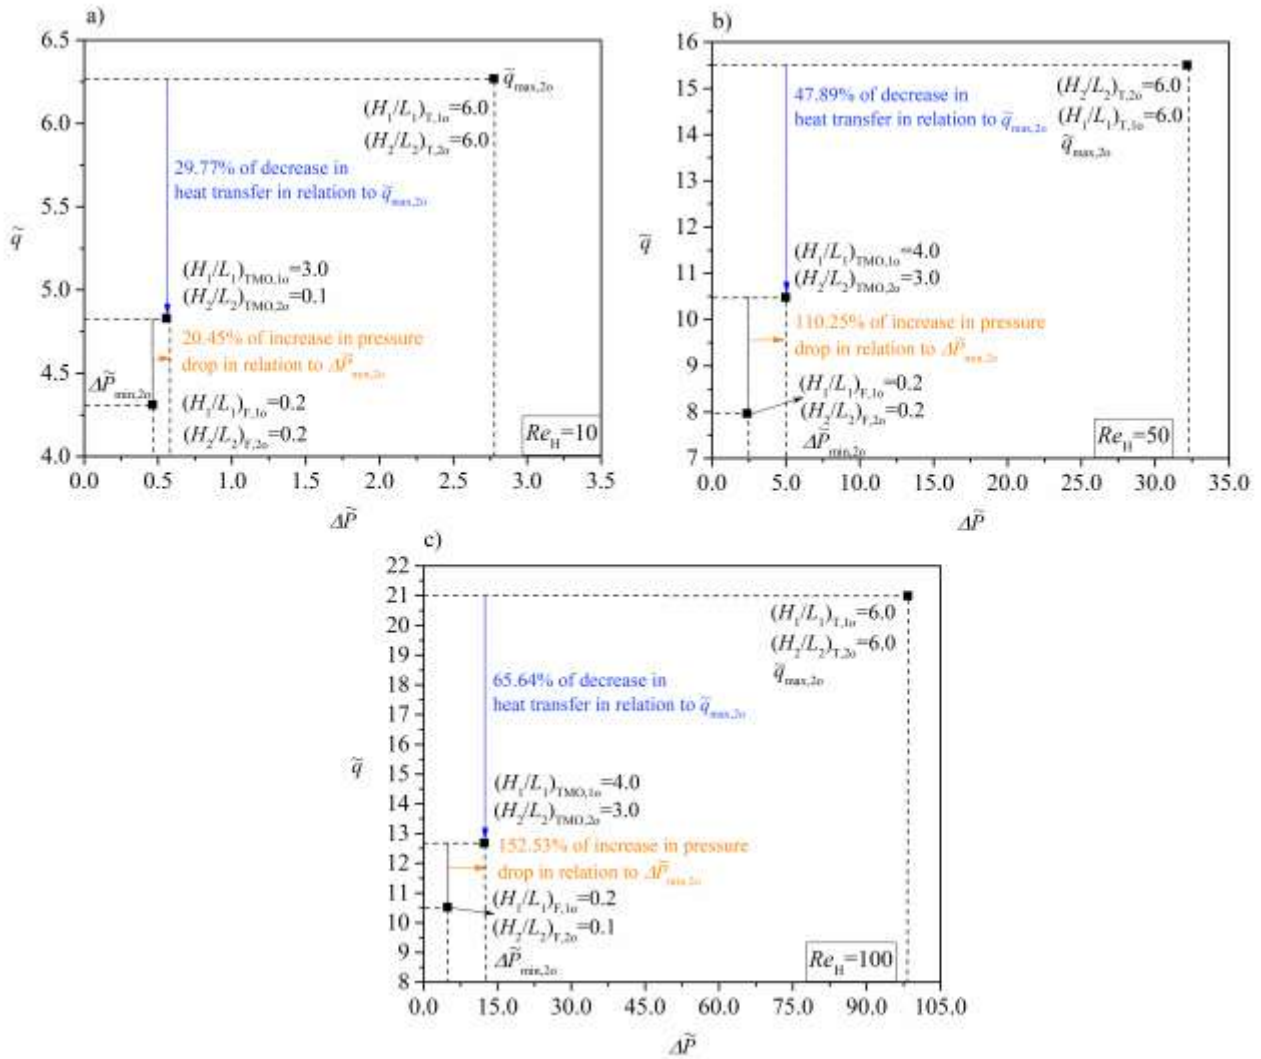 a)
6.5
6.0
5.5
5.0
4.5
4.0
q̃
q̃max,2o
(H1/L1)T,1o=6.0
(H2/L2)T,2o=6.0
29.77% of decrease in
heat transfer in relation to q̃max,2o
(H1/L1)TMO,1o=3.0
(H2/L2)TMO,2o=0.1
20.45% of increase in pressure
drop in relation to ΔP̃min,2o
ΔP̃min,2o
(H1/L1)F,1o=0.2
(H2/L2)F,2o=0.2
ReH=10
0.0 0.5 1.0 1.5 2.0 2.5 3.0 3.5
ΔP̃
b)
16
15
14
13
12
11
10
9
8
7
q̃
47.89% of decrease in
heat transfer in relation to q̃max,2o
(H2/L2)T,2o=6.0
(H1/L1)T,1o=6.0
q̃max,2o
(H1/L1)TMO,1o=4.0
(H2/L2)TMO,2o=3.0
110.25% of increase in pressure
drop in relation to ΔP̃min,2o
(H1/L1)F,1o=0.2
(H2/L2)F,2o=0.2
ΔP̃min,2o
ReH=50
0.0 5.0 10.0 15.0 20.0 25.0 30.0 35.0
ΔP̃
c)
22
21
20
19
18
17
16
15
14
13
12
11
10
9
8
q̃
(H1/L1)T,1o=6.0
(H2/L2)T,2o=6.0
q̃max,2o
65.64% of decrease in
heat transfer in relation to q̃max,2o
(H1/L1)TMO,1o=4.0
(H2/L2)TMO,2o=3.0
152.53% of increase in pressure
drop in relation to ΔP̃min,2o
(H1/L1)F,1o=0.2
(H2/L2)F,2o=0.1
ΔP̃min,2o
ReH=100
0.0 15.0 30.0 45.0 60.0 75.0 90.0 105.0
ΔP̃